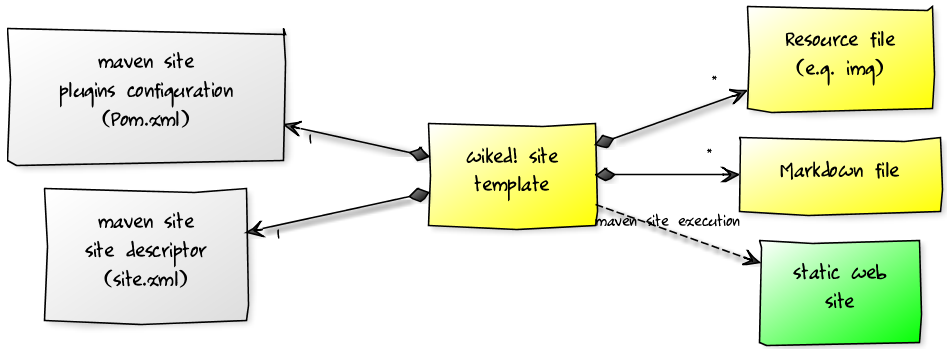 maven site
plugins configuration
(Pom.xml)
1
maven site
site descriptor
(site.xml)
1
wiked! site
template
*
Resource file
(e.g. img)
*
Markdown file
maven site execution
static web
site